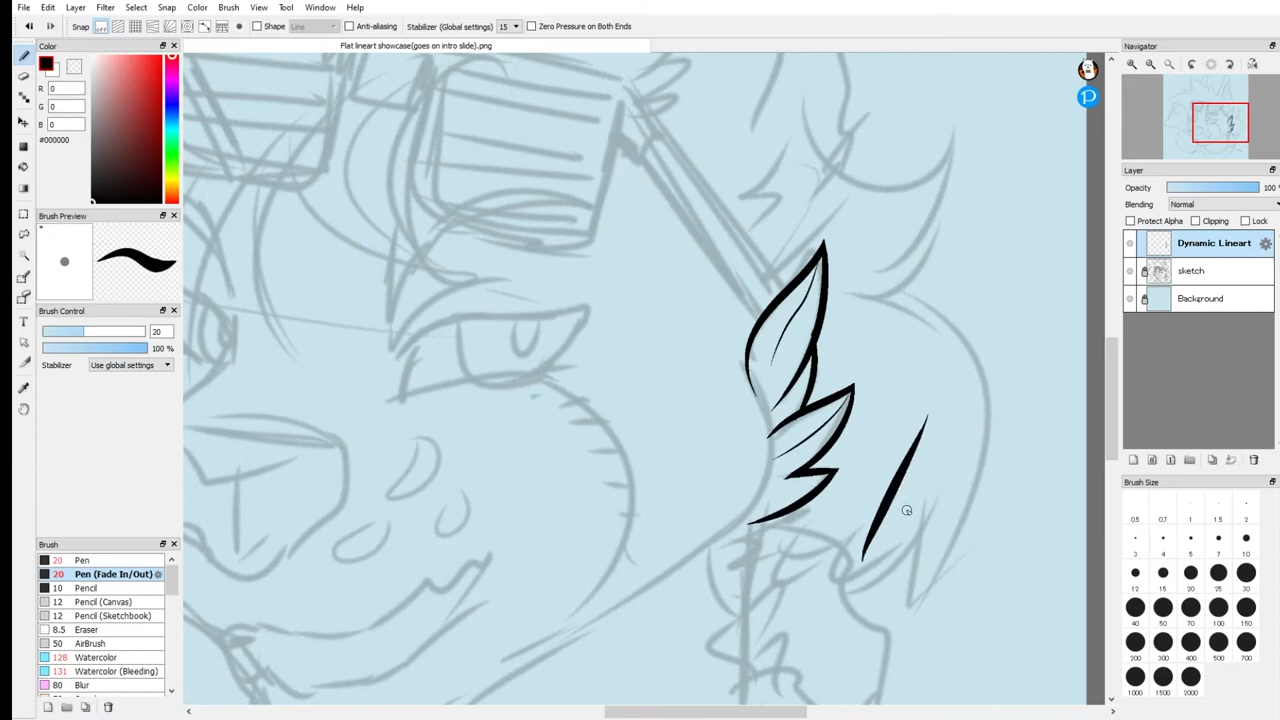 File Edit Layer Filter Select Snap Color Brush View Tool Window Help
Snap OFF Shape Line Anti-aliasing Stabilizer (Global settings) 15 Zero Pressure on Both Ends
Color
Flat lineart showcase(goes on intro slide).png
Navigator
R 0
G 0
B 0
#000000
Layer
Opacity 100
Blending Normal
Protect Alpha Clipping Lock
Brush Preview
Dynamic Lineart
sketch
Background
Brush Control
20
100 %
Stabilizer Use global settings
Brush Size
0.5 0.7 1 1.5 2
3 4 5 7 10
12 15 20 25 30
40 50 70 100 150
200 300 400 500 700
1000 1500 2000
Brush
20 Pen
20 Pen (Fade In/Out)
10 Pencil
12 Pencil (Canvas)
12 Pencil (Sketchbook)
8.5 Eraser
50 AirBrush
128 Watercolor
131 Watercolor (Bleeding)
80 Blur